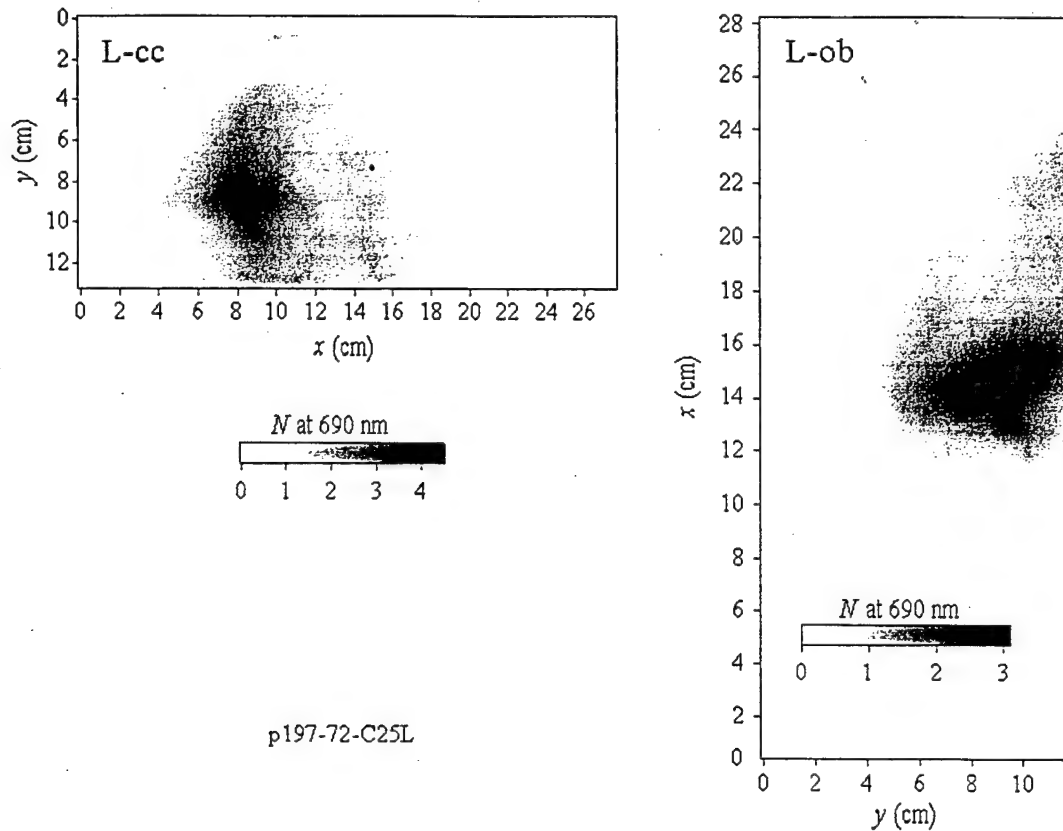 L-cc
0
2
4
6
8
10
12
y (cm)
0 2 4 6 8 10 12 14 16 18 20 22 24 26
x (cm)
N at 690 nm
0 1 2 3 4
p197-72-C25L
L-ob
28
26
24
22
20
18
16
14
12
10
8
6
4
2
0
x (cm)
N at 690 nm
0 1 2 3
0 2 4 6 8 10
y (cm)